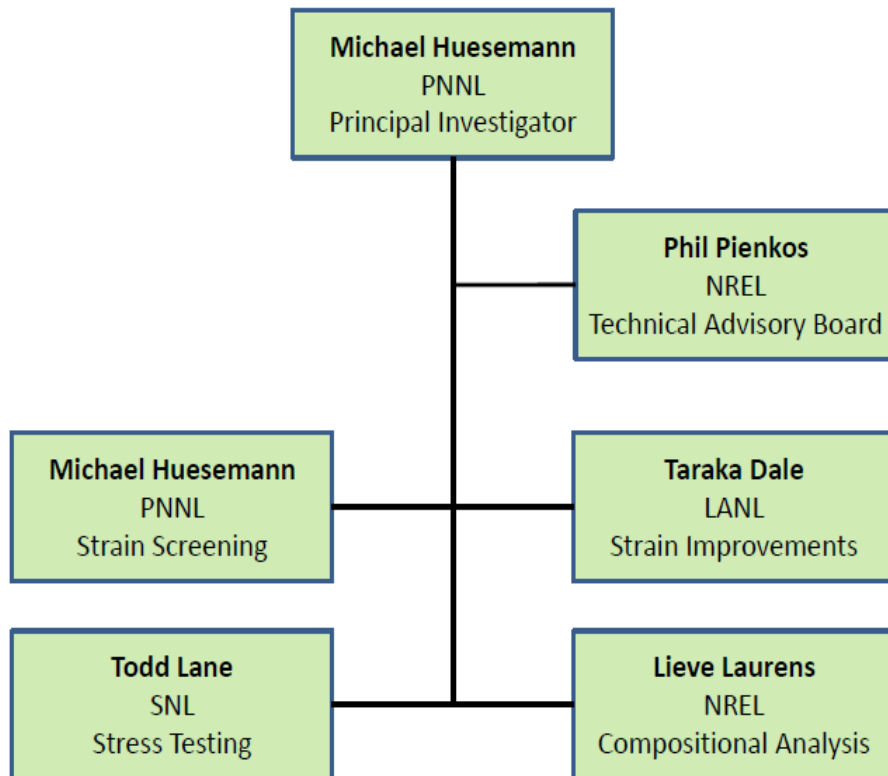 Michael Huesemann
PNNL
Principal Investigator
Phil Pienkos
NREL
Technical Advisory Board
Michael Huesemann
PNNL
Strain Screening
Taraka Dale
LANL
Strain Improvements
Todd Lane
SNL
Stress Testing
Lieve Laurens
NREL
Compositional Analysis